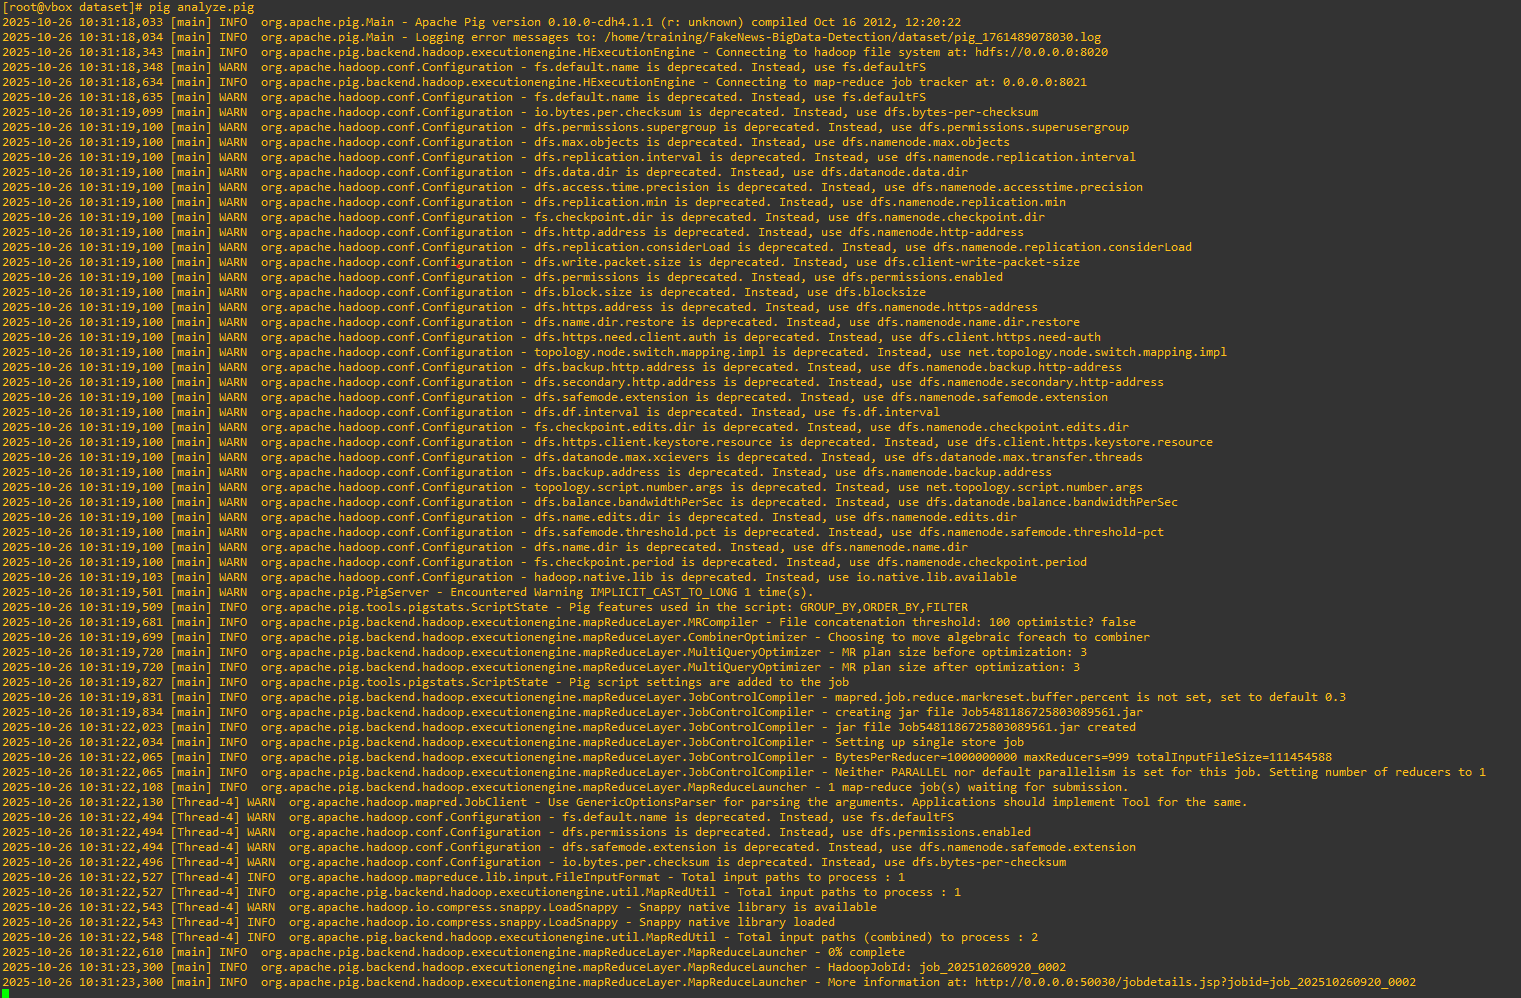 [root@vbox dataset]# pig analyze.pig
2025-10-26 10:31:18,033 [main] INFO  org.apache.pig.Main - Apache Pig version 0.10.0-cdh4.1.1 (r: unknown) compiled Oct 16 2012, 12:20:22
2025-10-26 10:31:18,034 [main] INFO  org.apache.pig.Main - Logging error messages to: /home/training/FakeNews-BigData-Detection/dataset/pig_1761489078030.log
2025-10-26 10:31:18,343 [main] INFO  org.apache.pig.backend.hadoop.executionengine.HExecutionEngine - Connecting to hadoop file system at: hdfs://0.0.0.0:8020
2025-10-26 10:31:18,348 [main] WARN  org.apache.hadoop.conf.Configuration - fs.default.name is deprecated. Instead, use fs.defaultFS
2025-10-26 10:31:18,634 [main] INFO  org.apache.pig.backend.hadoop.executionengine.HExecutionEngine - Connecting to map-reduce job tracker at: 0.0.0.0:8021
2025-10-26 10:31:18,635 [main] WARN  org.apache.hadoop.conf.Configuration - fs.default.name is deprecated. Instead, use fs.defaultFS
2025-10-26 10:31:19,099 [main] WARN  org.apache.hadoop.conf.Configuration - io.bytes.per.checksum is deprecated. Instead, use dfs.bytes-per-checksum
2025-10-26 10:31:19,100 [main] WARN  org.apache.hadoop.conf.Configuration - dfs.permissions.supergroup is deprecated. Instead, use dfs.permissions.superusergroup
2025-10-26 10:31:19,100 [main] WARN  org.apache.hadoop.conf.Configuration - dfs.max.objects is deprecated. Instead, use dfs.namenode.max.objects
2025-10-26 10:31:19,100 [main] WARN  org.apache.hadoop.conf.Configuration - dfs.replication.interval is deprecated. Instead, use dfs.namenode.replication.interval
2025-10-26 10:31:19,100 [main] WARN  org.apache.hadoop.conf.Configuration - dfs.data.dir is deprecated. Instead, use dfs.datanode.data.dir
2025-10-26 10:31:19,100 [main] WARN  org.apache.hadoop.conf.Configuration - dfs.access.time.precision is deprecated. Instead, use dfs.namenode.accesstime.precision
2025-10-26 10:31:19,100 [main] WARN  org.apache.hadoop.conf.Configuration - dfs.replication.min is deprecated. Instead, use dfs.namenode.replication.min
2025-10-26 10:31:19,100 [main] WARN  org.apache.hadoop.conf.Configuration - fs.checkpoint.dir is deprecated. Instead, use dfs.namenode.checkpoint.dir
2025-10-26 10:31:19,100 [main] WARN  org.apache.hadoop.conf.Configuration - dfs.http.address is deprecated. Instead, use dfs.namenode.http-address
2025-10-26 10:31:19,100 [main] WARN  org.apache.hadoop.conf.Configuration - dfs.replication.considerLoad is deprecated. Instead, use dfs.namenode.replication.considerLoad
2025-10-26 10:31:19,100 [main] WARN  org.apache.hadoop.conf.Configuration - dfs.write.packet.size is deprecated. Instead, use dfs.client-write-packet-size
2025-10-26 10:31:19,100 [main] WARN  org.apache.hadoop.conf.Configuration - dfs.permissions is deprecated. Instead, use dfs.permissions.enabled
2025-10-26 10:31:19,100 [main] WARN  org.apache.hadoop.conf.Configuration - dfs.block.size is deprecated. Instead, use dfs.blocksize
2025-10-26 10:31:19,100 [main] WARN  org.apache.hadoop.conf.Configuration - dfs.https.address is deprecated. Instead, use dfs.namenode.https-address
2025-10-26 10:31:19,100 [main] WARN  org.apache.hadoop.conf.Configuration - dfs.name.dir.restore is deprecated. Instead, use dfs.namenode.name.dir.restore
2025-10-26 10:31:19,100 [main] WARN  org.apache.hadoop.conf.Configuration - dfs.https.need.client.auth is deprecated. Instead, use dfs.client.https.need-auth
2025-10-26 10:31:19,100 [main] WARN  org.apache.hadoop.conf.Configuration - topology.node.switch.mapping.impl is deprecated. Instead, use net.topology.node.switch.mapping.impl
2025-10-26 10:31:19,100 [main] WARN  org.apache.hadoop.conf.Configuration - dfs.backup.http.address is deprecated. Instead, use dfs.namenode.backup.http-address
2025-10-26 10:31:19,100 [main] WARN  org.apache.hadoop.conf.Configuration - dfs.secondary.http.address is deprecated. Instead, use dfs.namenode.secondary.http-address
2025-10-26 10:31:19,100 [main] WARN  org.apache.hadoop.conf.Configuration - dfs.safemode.extension is deprecated. Instead, use dfs.namenode.safemode.extension
2025-10-26 10:31:19,100 [main] WARN  org.apache.hadoop.conf.Configuration - dfs.df.interval is deprecated. Instead, use fs.df.interval
2025-10-26 10:31:19,100 [main] WARN  org.apache.hadoop.conf.Configuration - fs.checkpoint.edits.dir is deprecated. Instead, use dfs.namenode.checkpoint.edits.dir
2025-10-26 10:31:19,100 [main] WARN  org.apache.hadoop.conf.Configuration - dfs.https.client.keystore.resource is deprecated. Instead, use dfs.client.https.keystore.resource
2025-10-26 10:31:19,100 [main] WARN  org.apache.hadoop.conf.Configuration - dfs.datanode.max.xcievers is deprecated. Instead, use dfs.datanode.max.transfer.threads
2025-10-26 10:31:19,100 [main] WARN  org.apache.hadoop.conf.Configuration - dfs.backup.address is deprecated. Instead, use dfs.namenode.backup.address
2025-10-26 10:31:19,100 [main] WARN  org.apache.hadoop.conf.Configuration - topology.script.number.args is deprecated. Instead, use net.topology.script.number.args
2025-10-26 10:31:19,100 [main] WARN  org.apache.hadoop.conf.Configuration - dfs.balance.bandwidthPerSec is deprecated. Instead, use dfs.datanode.balance.bandwidthPerSec
2025-10-26 10:31:19,100 [main] WARN  org.apache.hadoop.conf.Configuration - dfs.name.edits.dir is deprecated. Instead, use dfs.namenode.edits.dir
2025-10-26 10:31:19,100 [main] WARN  org.apache.hadoop.conf.Configuration - dfs.safemode.threshold.pct is deprecated. Instead, use dfs.namenode.safemode.threshold-pct
2025-10-26 10:31:19,100 [main] WARN  org.apache.hadoop.conf.Configuration - dfs.name.dir is deprecated. Instead, use dfs.namenode.name.dir
2025-10-26 10:31:19,100 [main] WARN  org.apache.hadoop.conf.Configuration - fs.checkpoint.period is deprecated. Instead, use dfs.namenode.checkpoint.period
2025-10-26 10:31:19,103 [main] WARN  org.apache.hadoop.conf.Configuration - hadoop.native.lib is deprecated. Instead, use io.native.lib.available
2025-10-26 10:31:19,501 [main] WARN  org.apache.pig.PigServer - Encountered Warning IMPLICIT_CAST_TO_LONG 1 time(s).
2025-10-26 10:31:19,509 [main] INFO  org.apache.pig.tools.pigstats.ScriptState - Pig features used in the script: GROUP_BY,ORDER_BY,FILTER
2025-10-26 10:31:19,681 [main] INFO  org.apache.pig.backend.hadoop.executionengine.mapReduceLayer.MRCompiler - File concatenation threshold: 100 optimistic? false
2025-10-26 10:31:19,699 [main] INFO  org.apache.pig.backend.hadoop.executionengine.mapReduceLayer.CombinerOptimizer - Choosing to move algebraic foreach to combiner
2025-10-26 10:31:19,720 [main] INFO  org.apache.pig.backend.hadoop.executionengine.mapReduceLayer.MultiQueryOptimizer - MR plan size before optimization: 3
2025-10-26 10:31:19,720 [main] INFO  org.apache.pig.backend.hadoop.executionengine.mapReduceLayer.MultiQueryOptimizer - MR plan size after optimization: 3
2025-10-26 10:31:19,827 [main] INFO  org.apache.pig.tools.pigstats.ScriptState - Pig script settings are added to the job
2025-10-26 10:31:19,831 [main] INFO  org.apache.pig.backend.hadoop.executionengine.mapReduceLayer.JobControlCompiler - mapred.job.reduce.markreset.buffer.percent is not set, set to default 0.3
2025-10-26 10:31:19,834 [main] INFO  org.apache.pig.backend.hadoop.executionengine.mapReduceLayer.JobControlCompiler - creating jar file Job5481186725803089561.jar
2025-10-26 10:31:22,023 [main] INFO  org.apache.pig.backend.hadoop.executionengine.mapReduceLayer.JobControlCompiler - jar file Job5481186725803089561.jar created
2025-10-26 10:31:22,034 [main] INFO  org.apache.pig.backend.hadoop.executionengine.mapReduceLayer.JobControlCompiler - Setting up single store job
2025-10-26 10:31:22,065 [main] INFO  org.apache.pig.backend.hadoop.executionengine.mapReduceLayer.JobControlCompiler - BytesPerReducer=1000000000 maxReducers=999 totalInputFileSize=111454588
2025-10-26 10:31:22,065 [main] INFO  org.apache.pig.backend.hadoop.executionengine.mapReduceLayer.JobControlCompiler - Neither PARALLEL nor default parallelism is set for this job. Setting number of reducers to 1
2025-10-26 10:31:22,108 [main] INFO  org.apache.pig.backend.hadoop.executionengine.mapReduceLayer.MapReduceLauncher - 1 map-reduce job(s) waiting for submission.
2025-10-26 10:31:22,130 [Thread-4] WARN  org.apache.hadoop.mapred.JobClient - Use GenericOptionsParser for parsing the arguments. Applications should implement Tool for the same.
2025-10-26 10:31:22,494 [Thread-4] WARN  org.apache.hadoop.conf.Configuration - fs.default.name is deprecated. Instead, use fs.defaultFS
2025-10-26 10:31:22,494 [Thread-4] WARN  org.apache.hadoop.conf.Configuration - dfs.permissions is deprecated. Instead, use dfs.permissions.enabled
2025-10-26 10:31:22,494 [Thread-4] WARN  org.apache.hadoop.conf.Configuration - dfs.safemode.extension is deprecated. Instead, use dfs.namenode.safemode.extension
2025-10-26 10:31:22,496 [Thread-4] WARN  org.apache.hadoop.conf.Configuration - io.bytes.per.checksum is deprecated. Instead, use dfs.bytes-per-checksum
2025-10-26 10:31:22,527 [Thread-4] INFO  org.apache.hadoop.mapreduce.lib.input.FileInputFormat - Total input paths to process : 1
2025-10-26 10:31:22,527 [Thread-4] INFO  org.apache.pig.backend.hadoop.executionengine.util.MapRedUtil - Total input paths to process : 1
2025-10-26 10:31:22,543 [Thread-4] WARN  org.apache.hadoop.io.compress.snappy.LoadSnappy - Snappy native library is available
2025-10-26 10:31:22,543 [Thread-4] INFO  org.apache.hadoop.io.compress.snappy.LoadSnappy - Snappy native library loaded
2025-10-26 10:31:22,548 [Thread-4] INFO  org.apache.pig.backend.hadoop.executionengine.util.MapRedUtil - Total input paths (combined) to process : 2
2025-10-26 10:31:22,610 [main] INFO  org.apache.pig.backend.hadoop.executionengine.mapReduceLayer.MapReduceLauncher - 0% complete
2025-10-26 10:31:23,300 [main] INFO  org.apache.pig.backend.hadoop.executionengine.mapReduceLayer.MapReduceLauncher - HadoopJobId: job_202510260920_0002
2025-10-26 10:31:23,300 [main] INFO  org.apache.pig.backend.hadoop.executionengine.mapReduceLayer.MapReduceLauncher - More information at: http://0.0.0.0:50030/jobdetails.jsp?jobid=job_202510260920_0002